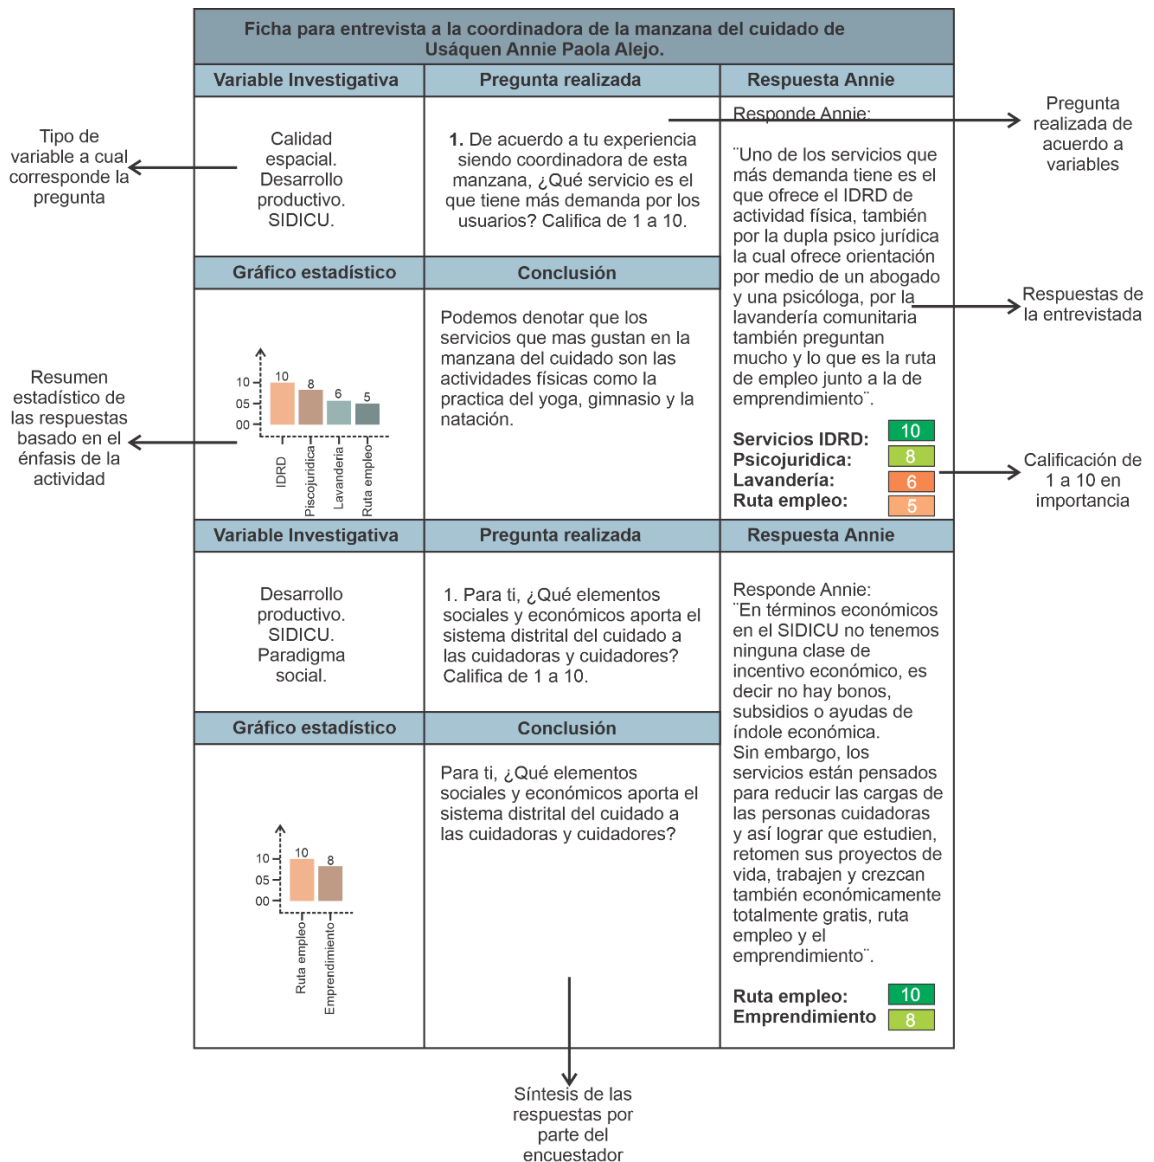 Ficha para entrevista a la coordinadora de la manzana del cuidado de
Usáquen Annie Paola Alejo.
Variable Investigativa
Pregunta realizada
Respuesta Annie
Tipo de
variable a cual
corresponde la
pregunta
Calidad
espacial.
Desarrollo
productivo.
SIDICU.
1. De acuerdo a tu experiencia
siendo coordinadora de esta
manzana, ¿Qué servicio es el
que tiene más demanda por los
usuarios? Califica de 1 a 10.
Responde Annie:
¨Uno de los servicios que
más demanda tiene es el
que ofrece el IDRD de
actividad física, también
por la dupla psico jurídica
la cual ofrece orientación
por medio de un abogado
y una psicóloga, por la
lavandería comunitaria
también preguntan
mucho y lo que es la ruta
de empleo junto a la de
emprendimiento¨.
Servicios IDRD: 10
Psicojuridica: 8
Lavandería: 6
Ruta empleo: 5
Pregunta
realizada de
acuerdo a
variables
Respuestas de
la entrevistada
Calificación de
1 a 10 en
importancia
Gráfico estadístico
Conclusión
Resumen
estadístico de
las respuestas
basado en el
énfasis de la
actividad
10
05
00
10
8
6
5
IDRD
Piscojuridica
Lavandería
Ruta empleo
Podemos denotar que los
servicios que mas gustan en la
manzana del cuidado son las
actividades físicas como la
practica del yoga, gimnasio y la
natación.
Variable Investigativa
Pregunta realizada
Respuesta Annie
Desarrollo
productivo.
SIDICU.
Paradigma
social.
1. Para ti, ¿Qué elementos
sociales y económicos aporta el
sistema distrital del cuidado a
las cuidadoras y cuidadores?
Califica de 1 a 10.
Responde Annie:
¨En términos económicos
en el SIDICU no tenemos
ninguna clase de
incentivo económico, es
decir no hay bonos,
subsidios o ayudas de
índole económica.
Sin embargo, los
servicios están pensados
para reducir las cargas de
las personas cuidadoras
y así lograr que estudien,
retomen sus proyectos de
vida, trabajen y crezcan
también económicamente
totalmente gratis, ruta
empleo y el
emprendimiento¨.
Ruta empleo: 10
Emprendimiento 8
Gráfico estadístico
Conclusión
10
05
00
10
8
Ruta empleo
Emprendimiento
Para ti, ¿Qué elementos
sociales y económicos aporta el
sistema distrital del cuidado a
las cuidadoras y cuidadores?
Síntesis de las
respuestas por
parte del
encuestador